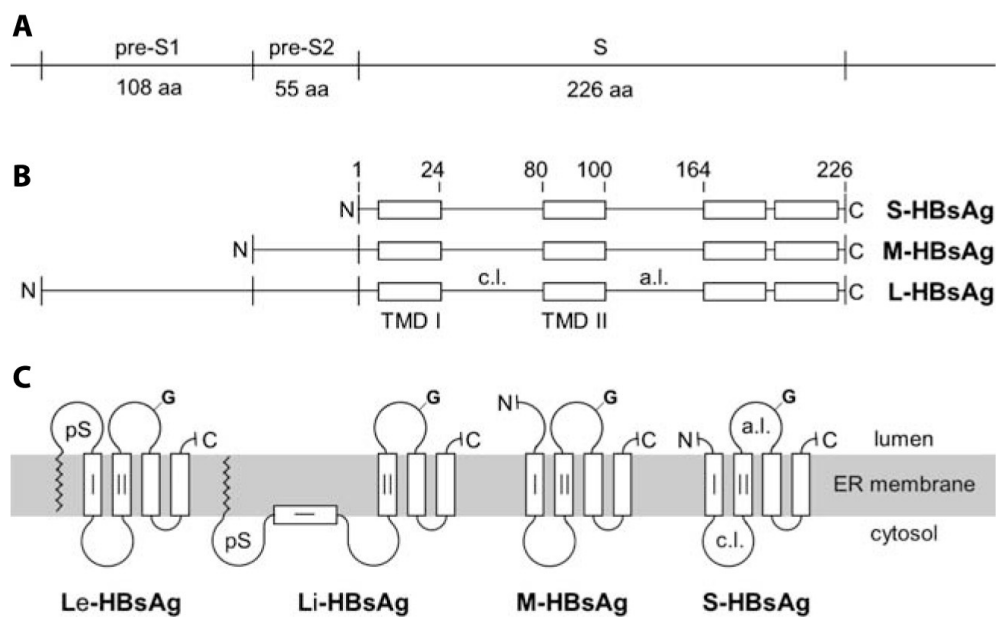 A
pre-S1 pre-S2 S
108 aa 55 aa 226 aa
B
1 24 80 100 164 226
N C S-HBsAg
N C M-HBsAg
c.l. a.l.
N C L-HBsAg
TMD I TMD II
C
G G N G G
pS C C N C N a.l. C lumen
I II II I II I II ER membrane
I
pS c.l. cytosol
Le-HBsAg Li-HBsAg M-HBsAg S-HBsAg